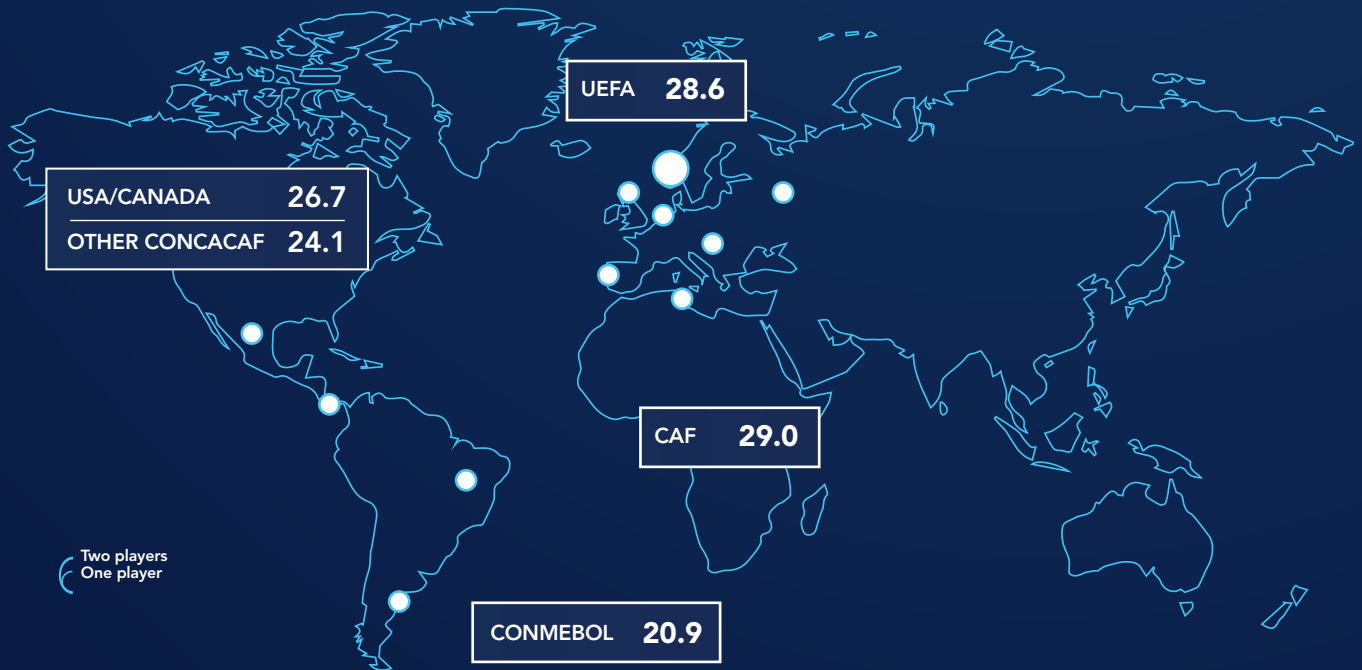 UEFA 28.6
USA/CANADA 26.7
OTHER CONCACAF 24.1
CAF 29.0
Two players
One player
CONMEBOL 20.9